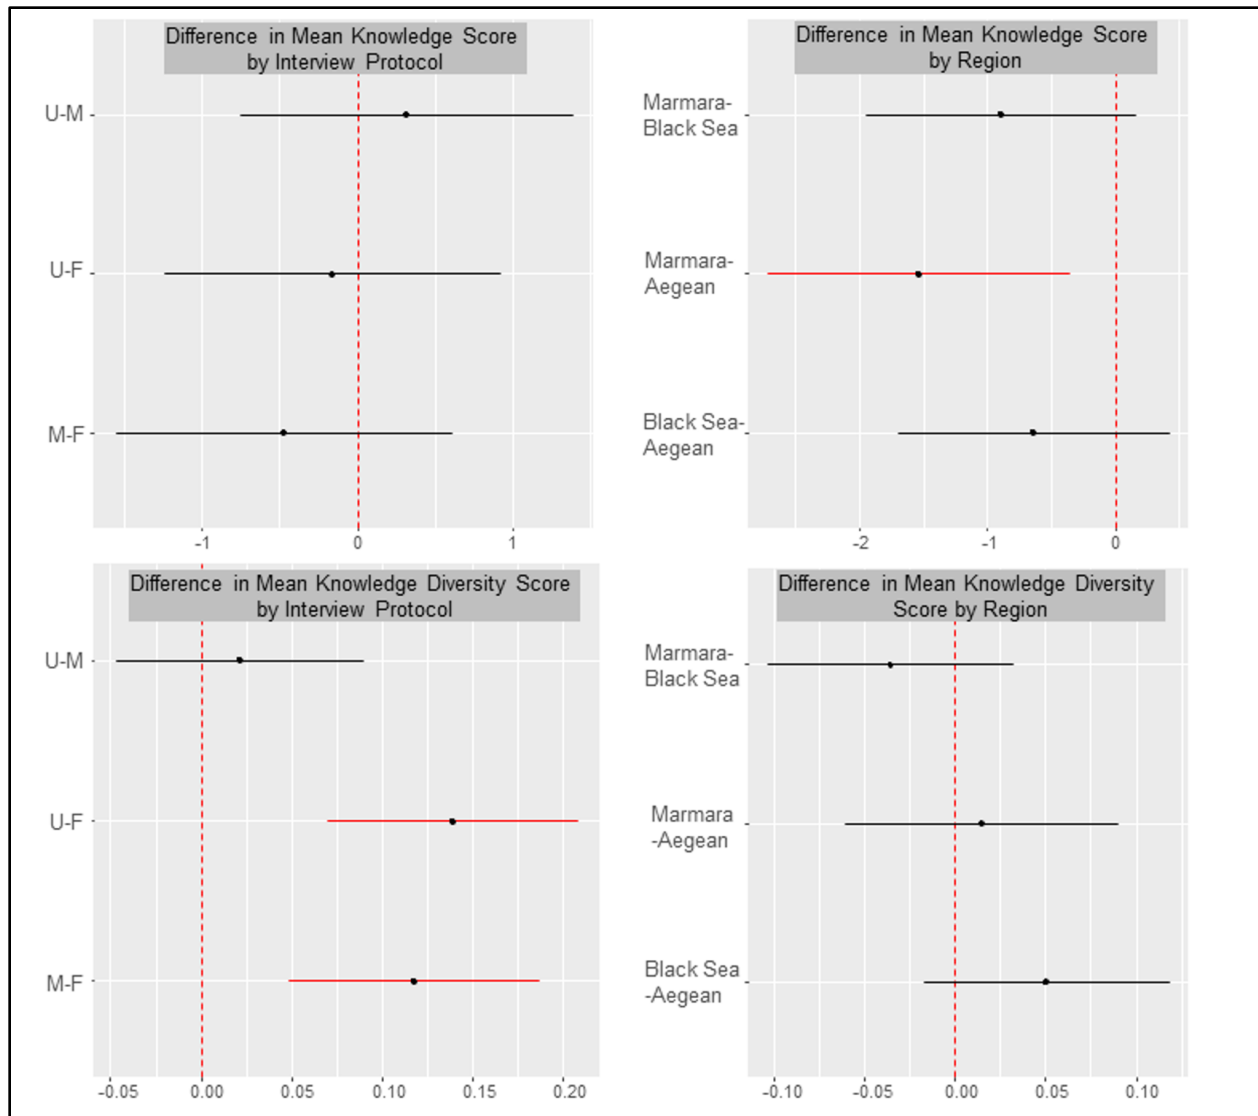 Difference in Mean Knowledge Score
by Interview Protocol
U-M
U-F
M-F
-1
0
1
Difference in Mean Knowledge Score
by Region
Marmara-
Black Sea
Marmara-
Aegean
Black Sea-
Aegean
-2
-1
0
Difference in Mean Knowledge Diversity Score
by Interview Protocol
U-M
U-F
M-F
-0.05
0.00
0.05
0.10
0.15
0.20
Difference in Mean Knowledge Diversity
Score by Region
Marmara-
Black Sea
Marmara
-Aegean
Black Sea
-Aegean
-0.10
-0.05
0.00
0.05
0.10